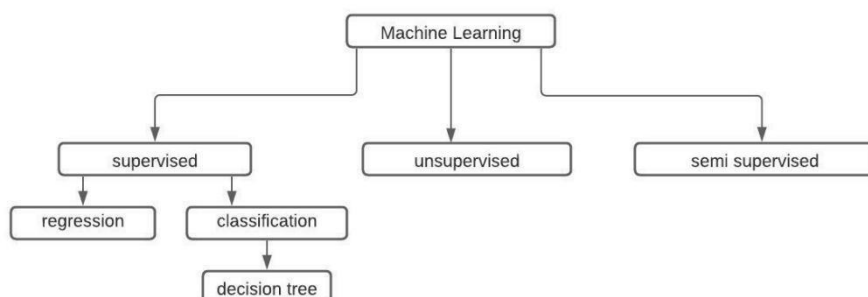 Machine Learning
supervised
unsupervised
semi supervised
regression
classification
decision tree